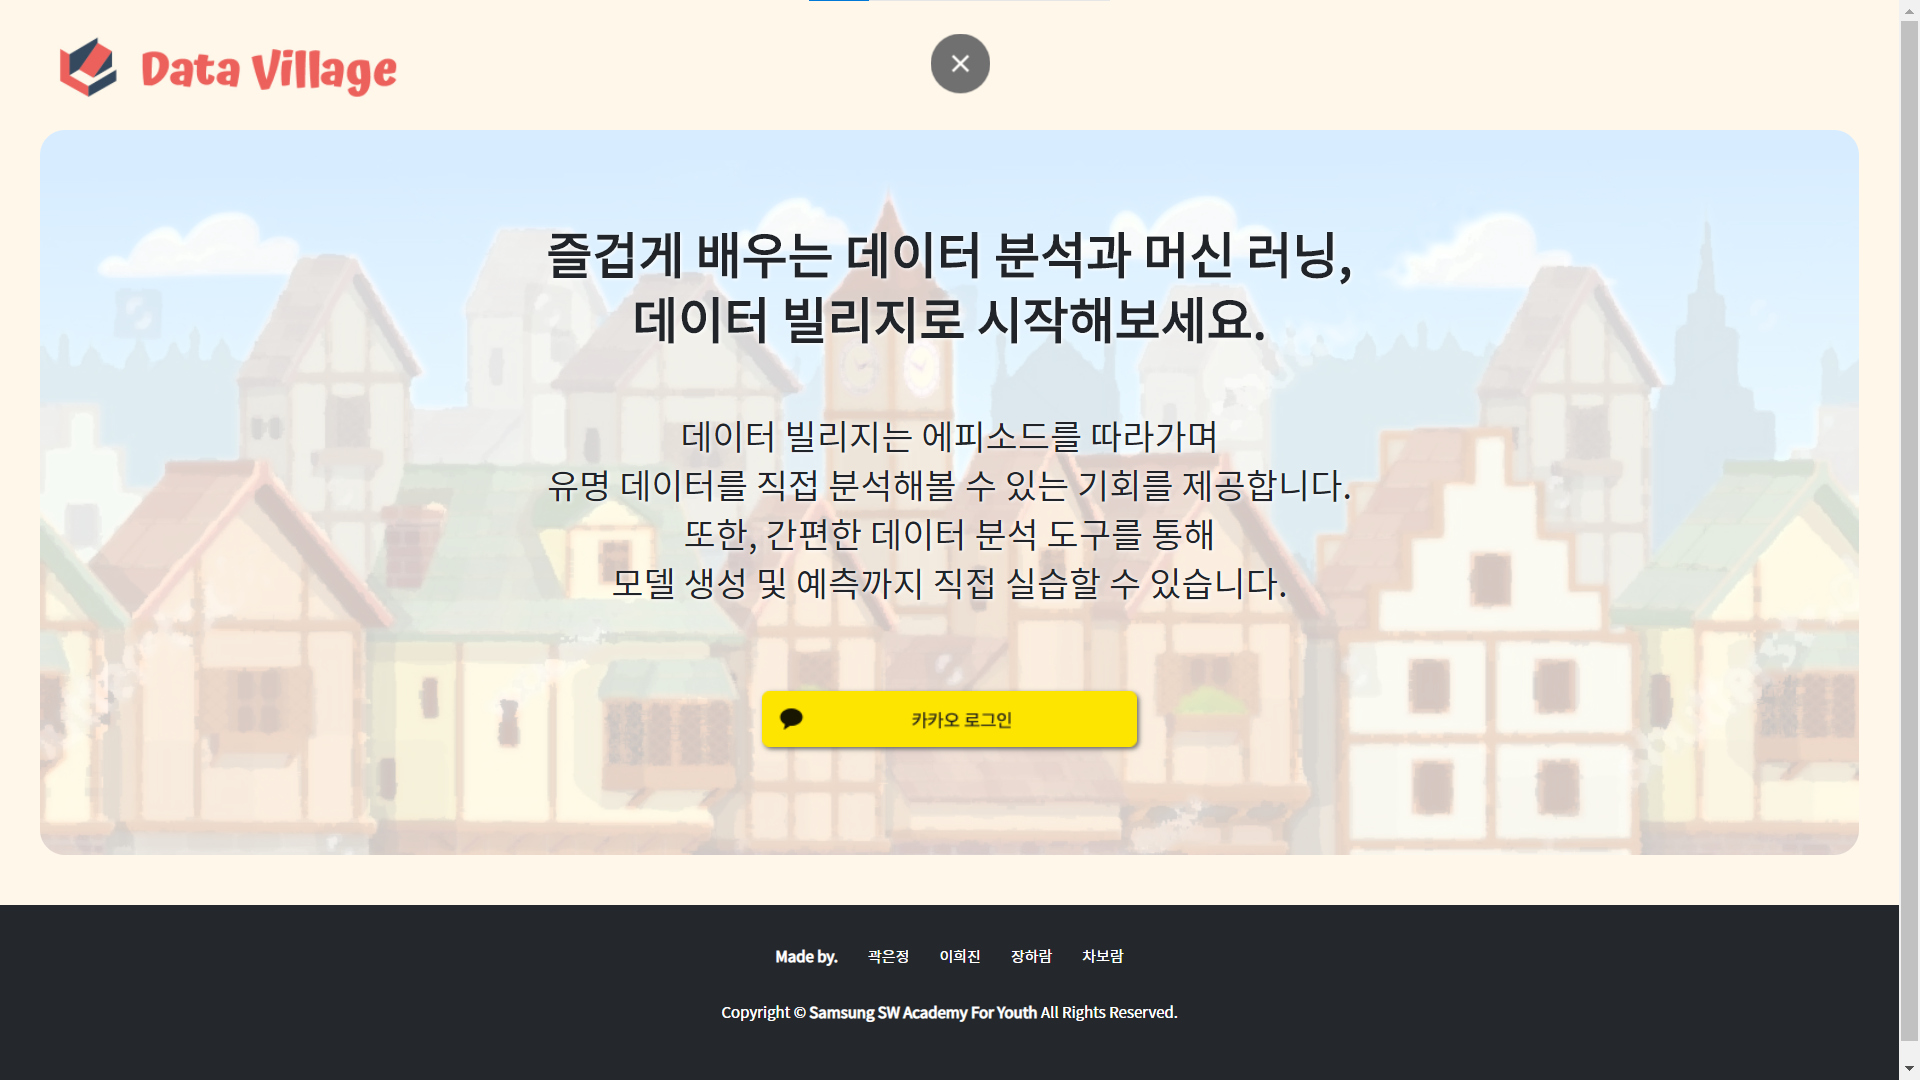 Data Village
즐겁게 배우는 데이터 분석과 머신 러닝,
데이터 빌리지로 시작해보세요.
데이터 빌리지는 에피소드를 따라가며
유명 데이터를 직접 분석해볼 수 있는 기회를 제공합니다.
또한, 간편한 데이터 분석 도구를 통해
모델 생성 및 예측까지 직접 실습할 수 있습니다.
카카오 로그인
Made by. 곽은정 이희진 장하람 차보람
Copyright © Samsung SW Academy For Youth All Rights Reserved.